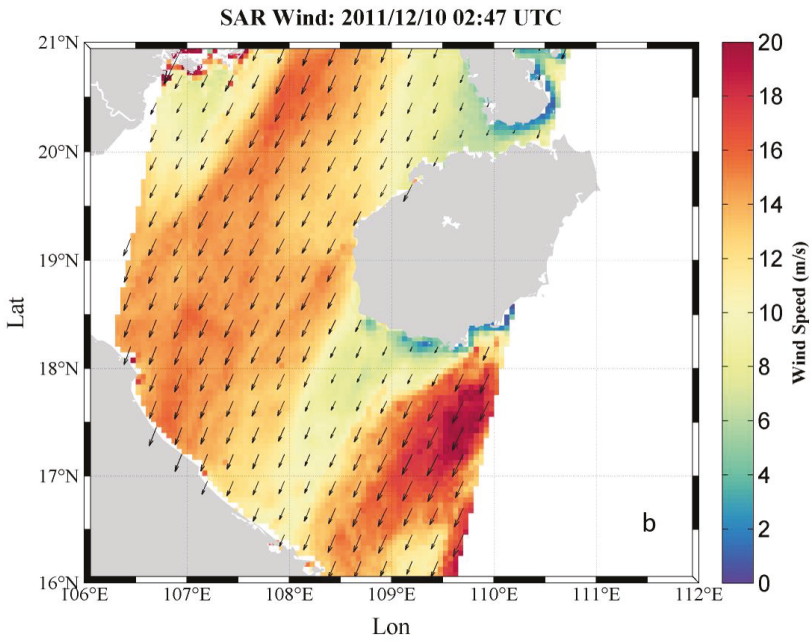 SAR Wind: 2011/12/10 02:47 UTC
21°N
20°N
19°N
18°N
17°N
16°N
Lat
106°E 107°E 108°E 109°E 110°E 111°E 112°E
Lon
b
20
18
16
14
12
10
8
6
4
2
0
Wind Speed (m/s)